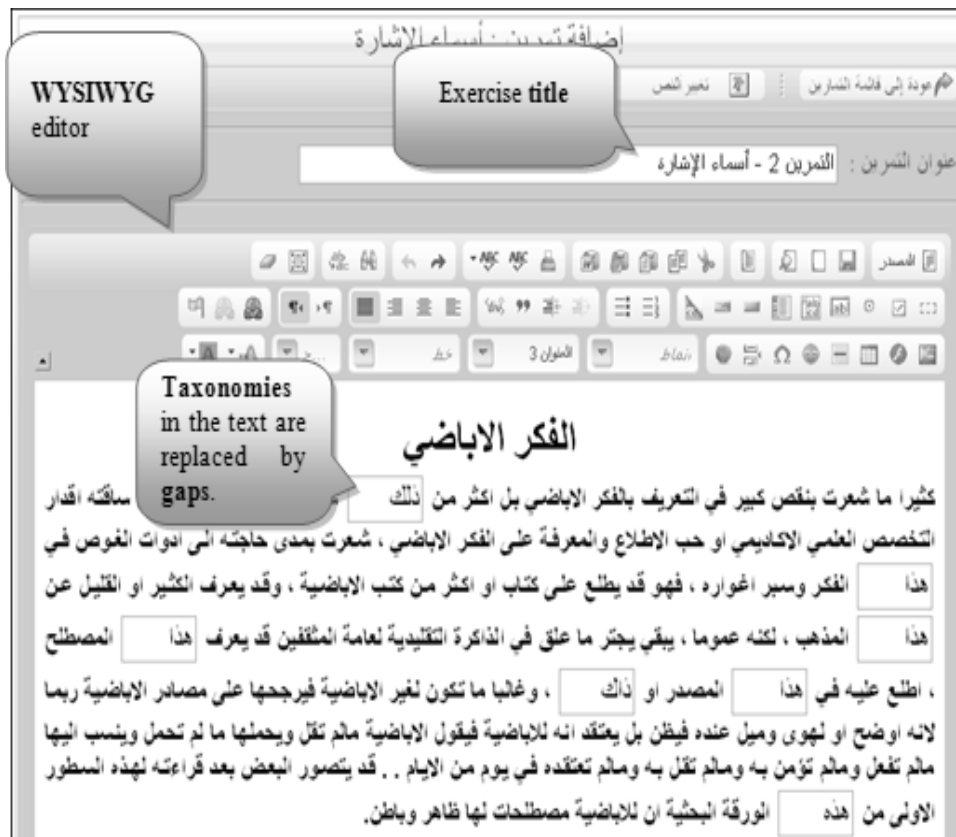 إضافة تمرين : أسماء الإشارة
WYSIWYG
editor
Exercise title
عودة إلى قائمة التمارين
تغيير النص
عنوان التمرين :
التمرين 2 - أسماء الإشارة
المصدر
نمط
العنوان 3
خط
Taxonomies
in the text are
replaced by
gaps.
الفكر الاباضي
كثيرا ما شعرت بنقص كبير في التعريف بالفكر الاباضي بل اكثر من ذلك ساقته اقدار
التخصص العلمي الاكاديمي او حب الاطلاع والمعرفة على الفكر الاباضي ، شعرت بمدى حاجته الى ادوات الغوص في
هذا الفكر وسبر اغواره ، فهو قد يطلع على كتاب او اكثر من كتب الاباضية ، وقد يعرف الكثير او القليل عن
هذا المذهب ، لكنه عموما ، يبقي يجتر ما علق في الذاكرة التقليدية لعامة المثقفين قد يعرف هذا المصطلح
، اطلع عليه في هذا المصدر او ذاك ، وغالبا ما تكون لغير الاباضية فيرجحها على مصادر الاباضية ربما
لانه اوضح او لهوى وميل عنده فيظن بل يعتقد انه للاباضية فيقول الاباضية مالم تقل ويحملها ما لم تحمل وينسب اليها
مالم تفعل ومالم تؤمن به ومالم تقل به ومالم تعتقده في يوم من الايام . . قد يتصور البعض بعد قراءته لهذه السطور
الاولى من هذه الورقة البحثية ان للاباضية مصطلحات لها ظاهر وباطن.